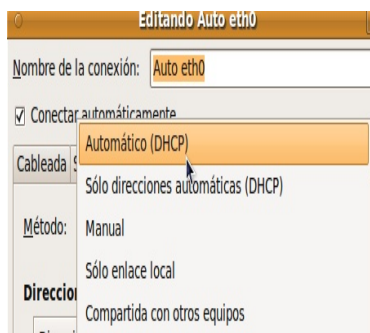 Editando Auto eth0
Nombre de la conexión: Auto eth0
Conectar automáticamente
Automático (DHCP)
Cableada
Sólo direcciones automáticas (DHCP)
Método: Manual
Sólo enlace local
Compartida con otros equipos